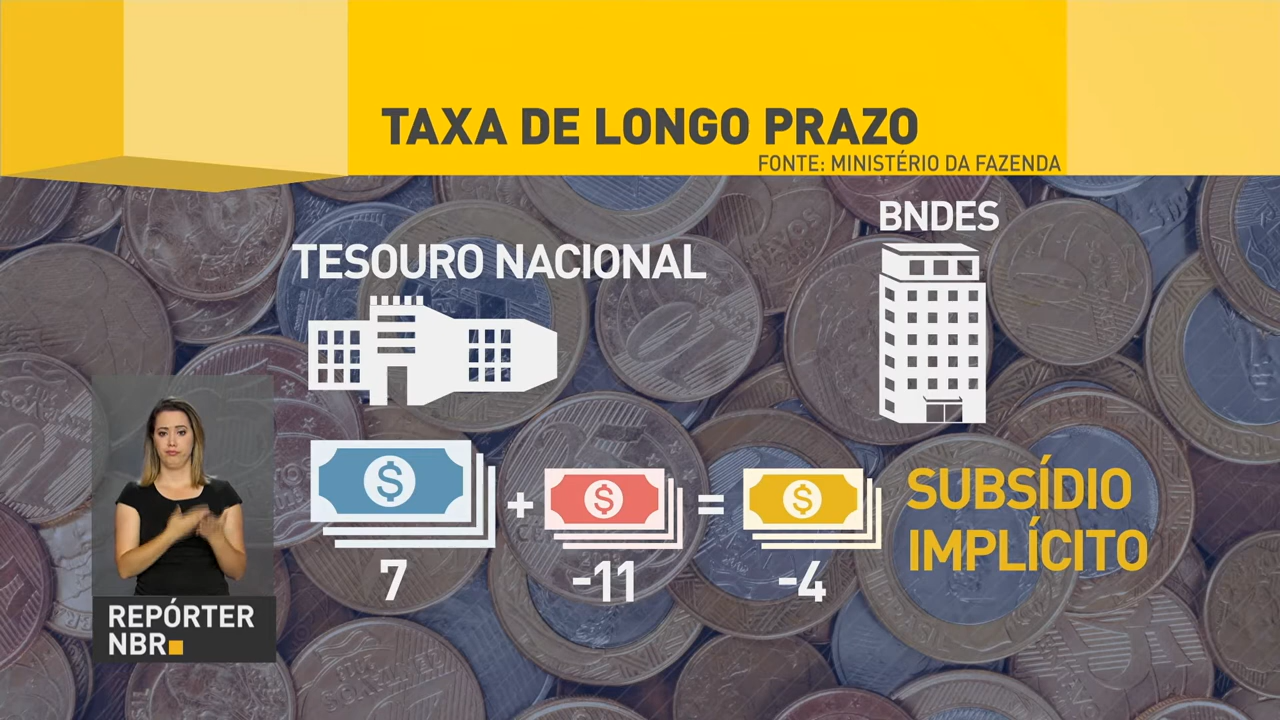 TAXA DE LONGO PRAZO
FONTE: MINISTÉRIO DA FAZENDA
BNDES
TESOURO NACIONAL
$ + $ = $
7 -11 -4
SUBSÍDIO
IMPLÍCITO
REPÓRTER
NBR